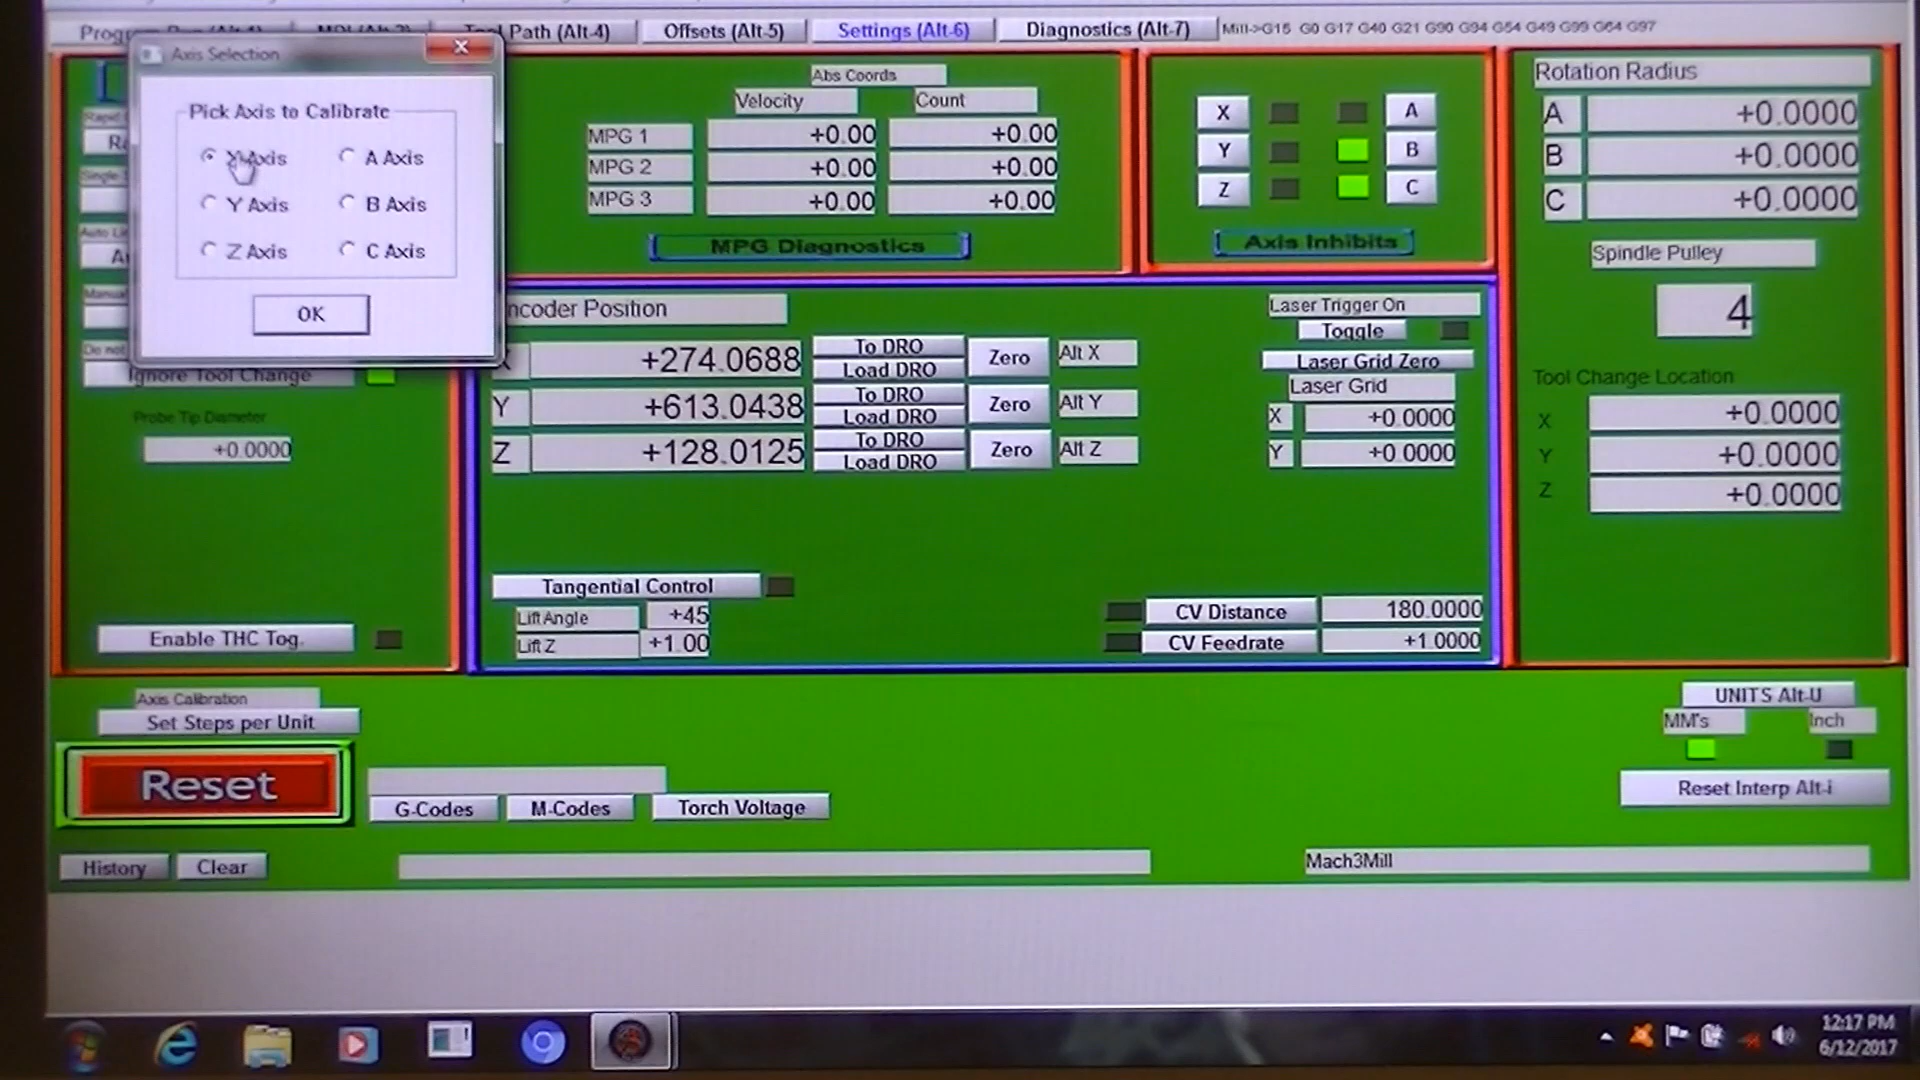 Path (Alt-4)
Offsets (Alt-5)
Settings (Alt-6)
Diagnostics (Alt-7)
Mill->G15 G0 G17 G40 G21 G90 G94 G54 G49 G99 G64 G97
Axis Selection
Pick Axis to Calibrate
X Axis
A Axis
Y Axis
B Axis
Z Axis
C Axis
OK
Ignore Tool Change
Probe Tip Diameter
+0.0000
Enable THC Tog.
Abs Coords
Velocity
Count
MPG 1 +0.00 +0.00
MPG 2 +0.00 +0.00
MPG 3 +0.00 +0.00
MPG Diagnostics
X A
Y B
Z C
Axis Inhibits
Rotation Radius
A +0.0000
B +0.0000
C +0.0000
Spindle Pulley
4
Tool Change Location
X +0.0000
Y +0.0000
Z +0.0000
ncoder Position
+274.0688
To DRO
Load DRO
Zero
Alt X
Y +613.0438
To DRO
Load DRO
Zero
Alt Y
Z +128.0125
To DRO
Load DRO
Zero
Alt Z
Laser Trigger On
Toggle
Laser Grid Zero
Laser Grid
X +0.0000
Y +0.0000
Tangential Control
Lift Angle +45
Lift Z +1.00
CV Distance 180.0000
CV Feedrate +1.0000
Axis Calibration
Set Steps per Unit
Reset
G-Codes
M-Codes
Torch Voltage
UNITS Alt-U
MM's
Inch
Reset Interp Alt-i
History
Clear
Mach3Mill
12:17 PM
6/12/2017